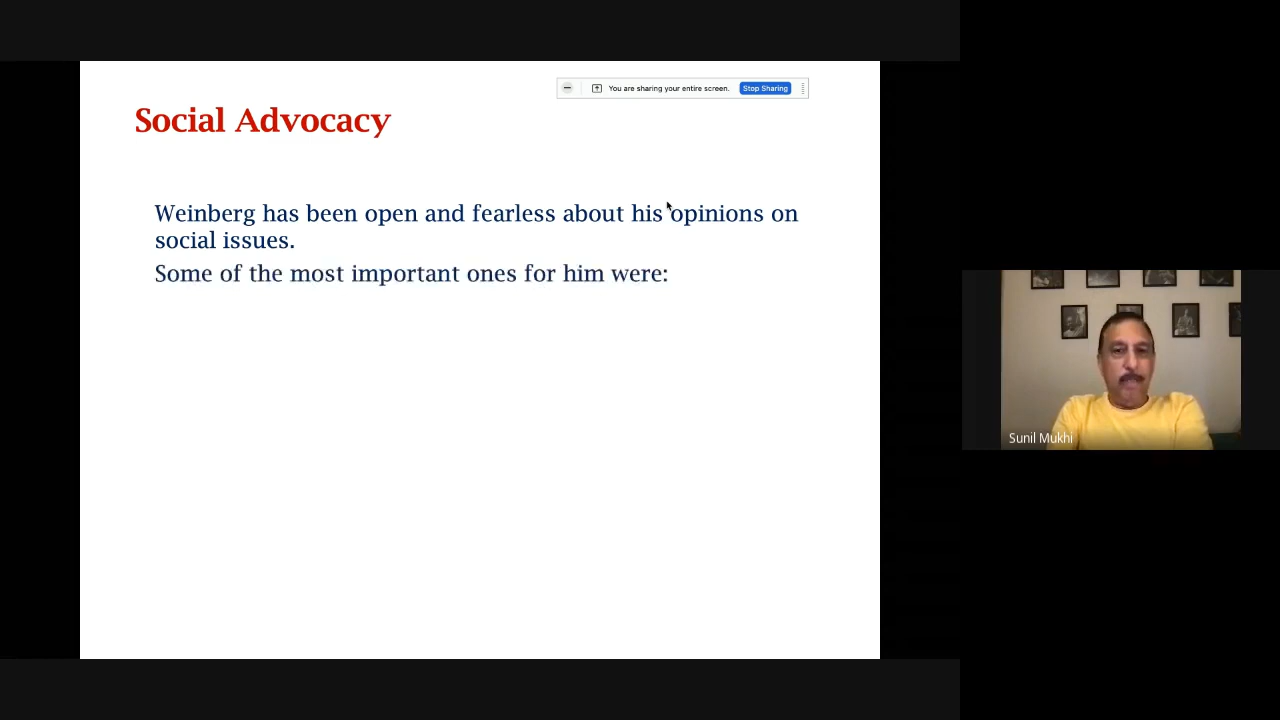 You are sharing your entire screen.
Stop Sharing
Social Advocacy
Weinberg has been open and fearless about his opinions on
social issues.
Some of the most important ones for him were:
Sunil Mukhi